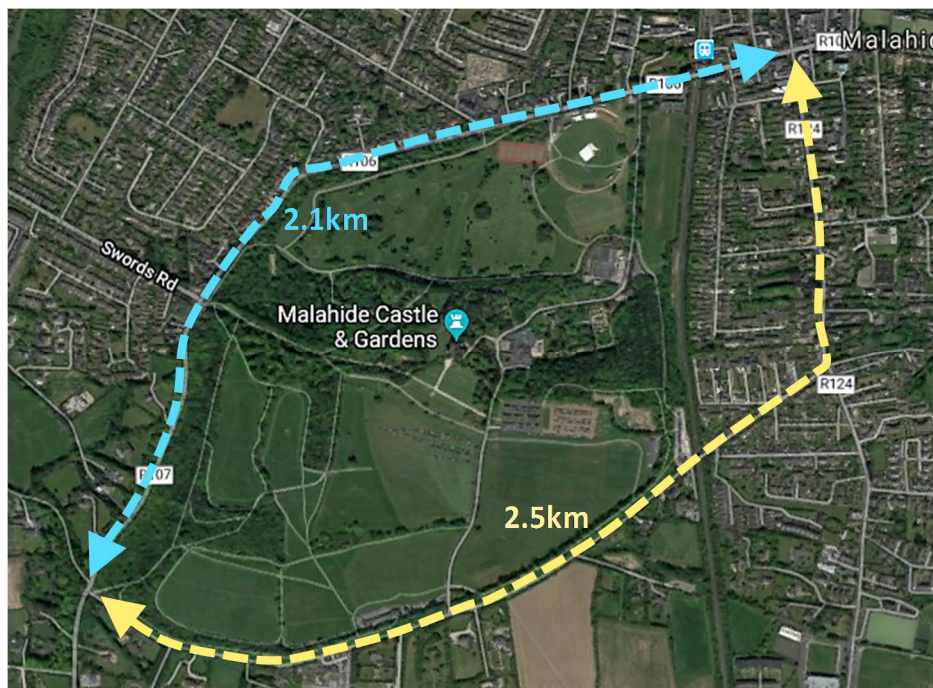 Malahid
R106
R106
R124
2.1km
Swords Rd
Malahide Castle
& Gardens
R124
R107
2.5km